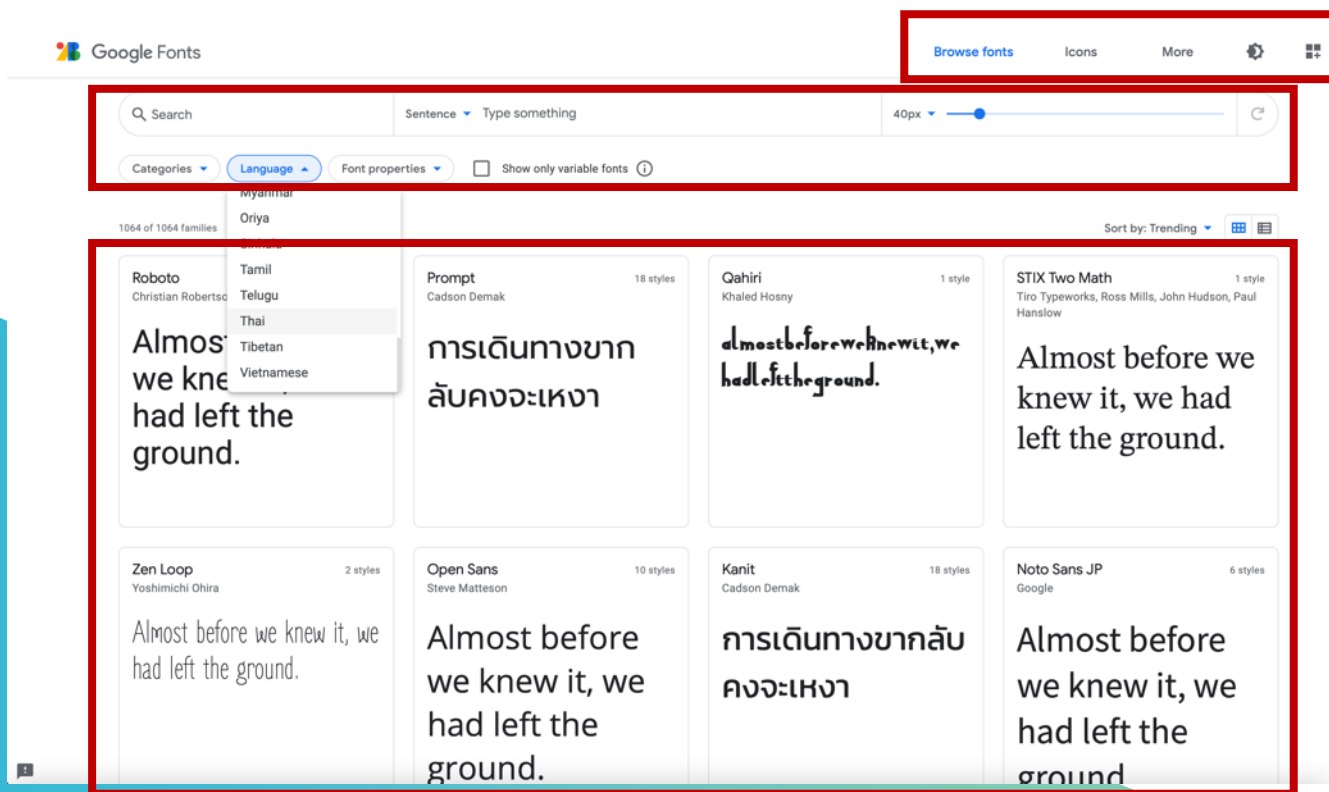 Google Fonts
Browse fonts Icons More
Search
Sentence Type something
40px
Categories Language Font properties Show only variable fonts
Myanmar
Oriya
Sinhala
Tamil
Telugu
Thai
Tibetan
Vietnamese
1064 of 1064 families
Sort by: Trending
Roboto
Christian Robertso
Almos
we kne
had left the
ground.
Prompt 18 styles
Cadson Demak
การเดินทางขาก
ลับคงจะเหงา
Qahiri 1 style
Khaled Hosny
almostbeforeweknewit,we
hadlefttheground.
STIX Two Math 1 style
Tiro Typeworks, Ross Mills, John Hudson, Paul
Hanslow
Almost before we
knew it, we had
left the ground.
Zen Loop 2 styles
Yoshimichi Ohira
Almost before we knew it, we
had left the ground.
Open Sans 10 styles
Steve Matteson
Almost before
we knew it, we
had left the
ground.
Kanit 18 styles
Cadson Demak
การเดินทางขากลับ
คงจะเหงา
Noto Sans JP 6 styles
Google
Almost before
we knew it, we
had left the
ground